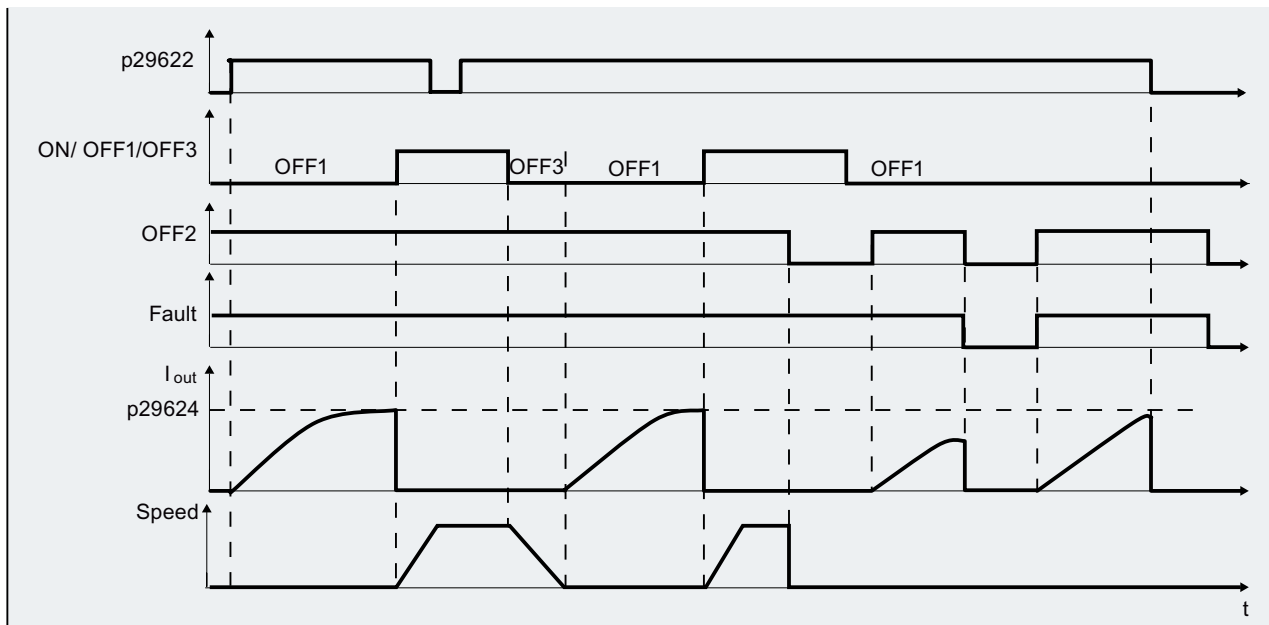 p29622
ON/ OFF1/OFF3
OFF1
OFF3
OFF1
OFF1
OFF2
Fault
I out
p29624
Speed
t